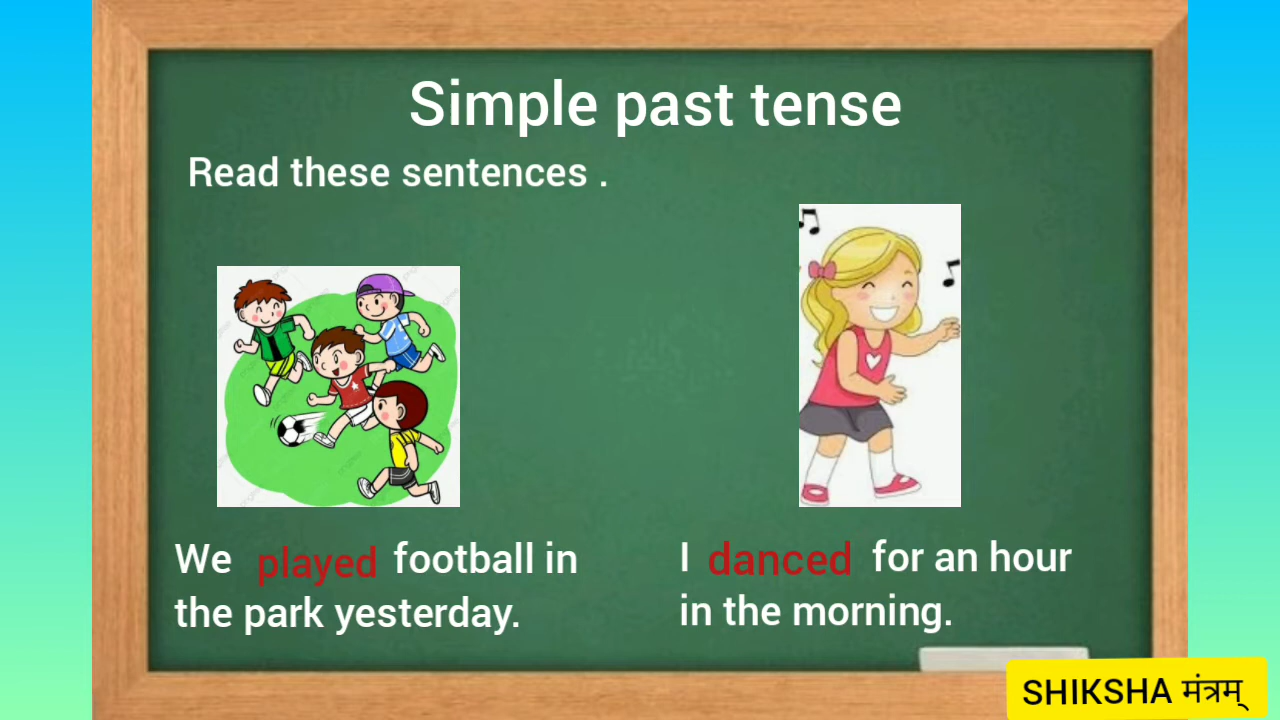 Simple past tense
Read these sentences .
We played football in
the park yesterday.
I danced for an hour
in the morning.
SHIKSHA मंत्रम्